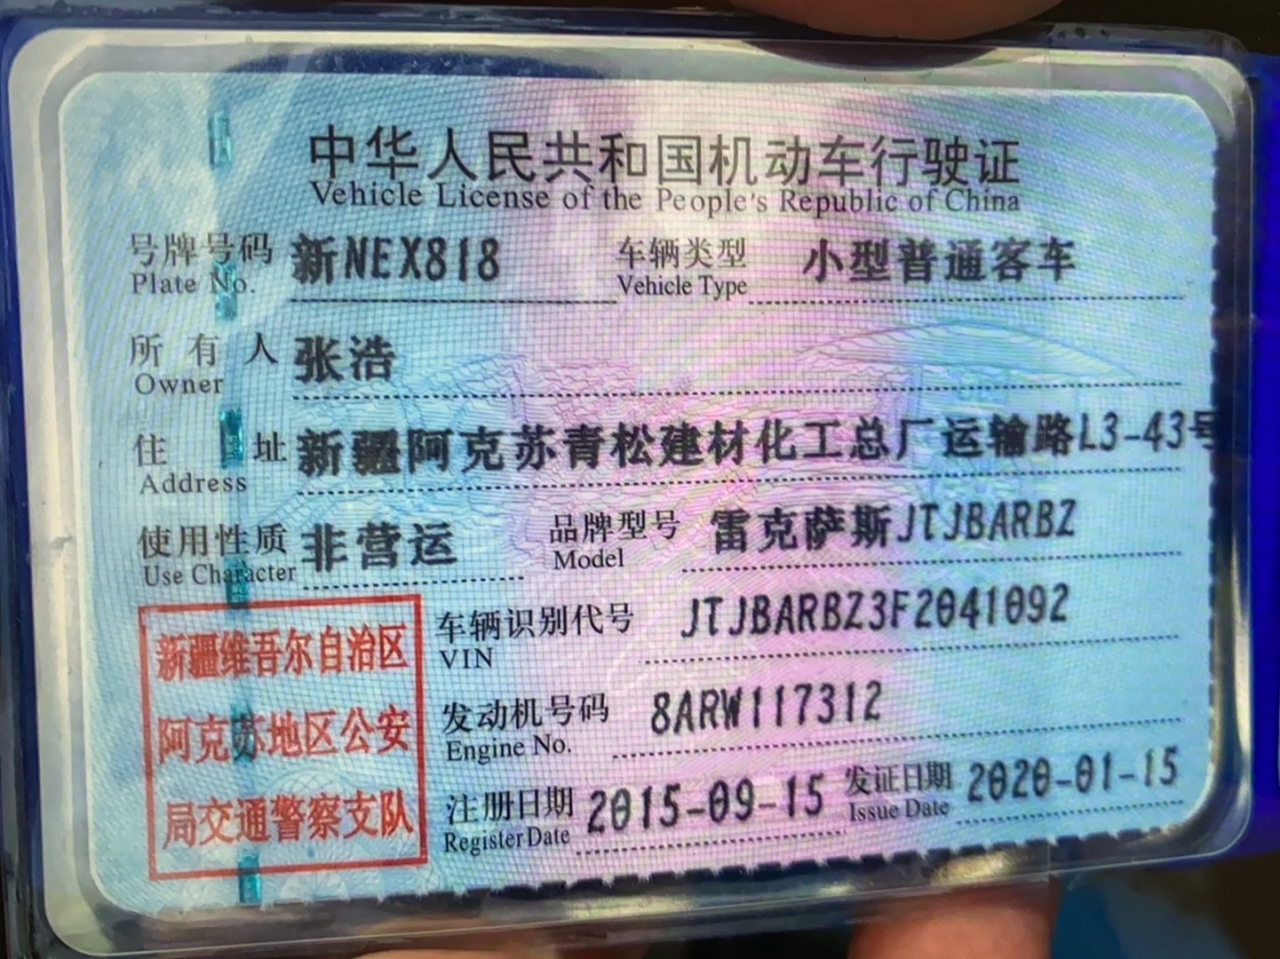 中华人民共和国机动车行驶证
Vehicle License of the People's Republic of China
号牌号码 新NEX818 车辆类型 小型普通客车
Plate No. Vehicle Type
所有人 张浩
Owner
住址 新疆阿克苏青松建材化工总厂运输路L3-43号
Address
使用性质 非营运 品牌型号 雷克萨斯JTJBARBZ
Use Character Model
车辆识别代号 JTJBARBZ3F2041092
VIN
发动机号码 8ARW117312
Engine No.
注册日期 2015-09-15 发证日期 2020-01-15
Register Date Issue Date
新疆维吾尔自治区
阿克苏地区公安
局交通警察支队